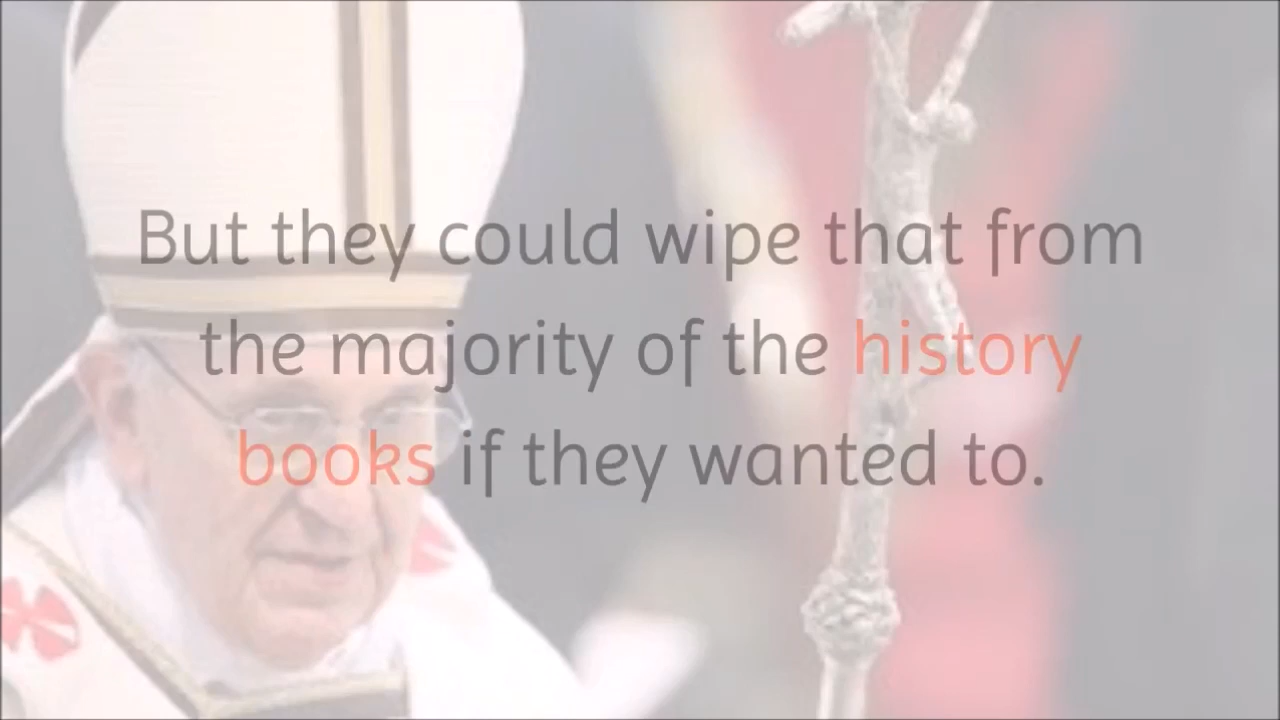 But they could wipe that from
the majority of the history
books if they wanted to.